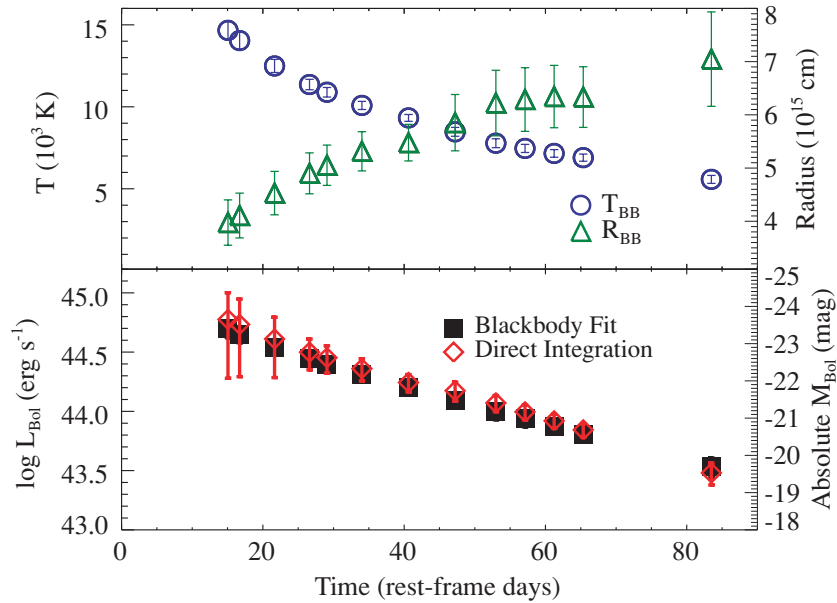 15
10
5
T (10³ K)
8
7
6
5
4
Radius (10¹⁵ cm)
T_BB
R_BB
45.0
44.5
44.0
43.5
43.0
log L_Bol (erg s⁻¹)
-25
-24
-23
-22
-21
-20
-19
-18
Absolute M_Bol (mag)
Blackbody Fit
Direct Integration
0 20 40 60 80
Time (rest-frame days)